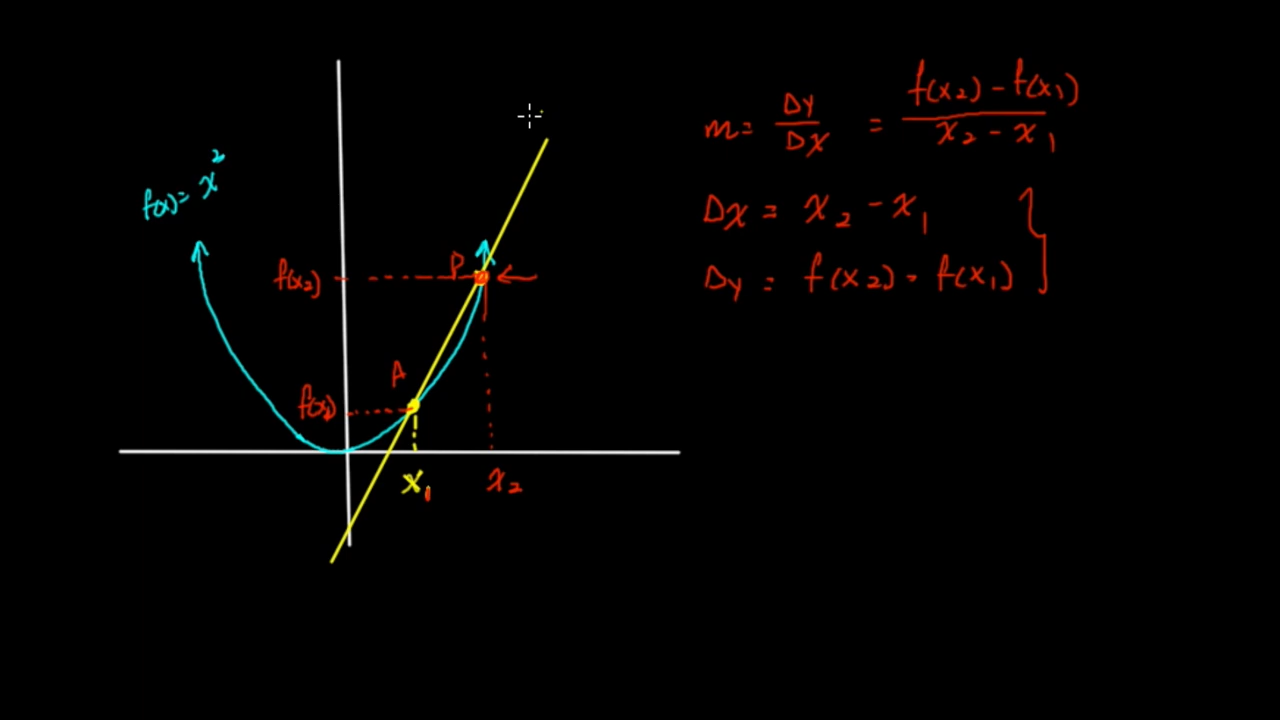 m = Δy/Δx = f(x₂) - f(x₁)/x₂ - x₁
f(x) = x²
Δx = x₂ - x₁
Δy = f(x₂) - f(x₁)
P
f(x₂)
A
f(x₁)
x₁ x₂